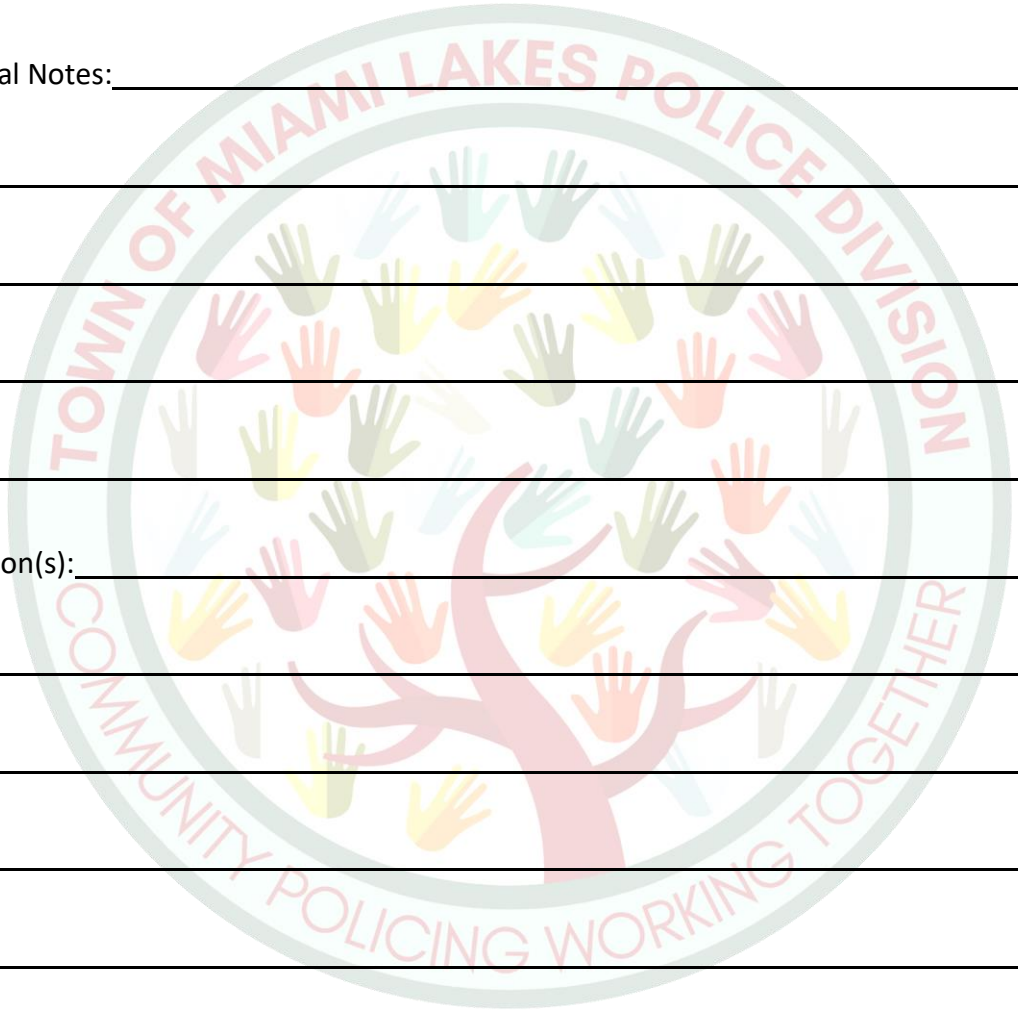 TOWN OF MIAMI LAKES POLICE DIVISION
al Notes:
on(s):
COMMUNITY POLICING WORKING TOGETHER